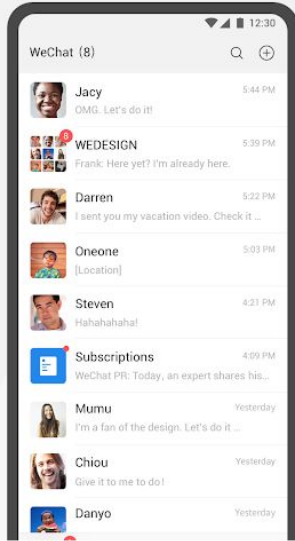 12:30
WeChat (8)
Jacy 5:44 PM
OMG. Let's do it!
8
WEDESIGN 5:39 PM
Frank: Here yet? I'm already here.
Darren 5:22 PM
I sent you my vacation video. Check it ...
Oneone 5:03 PM
[Location]
Steven 4:21 PM
Hahahahaha!
Subscriptions 4:09 PM
WeChat PR: Today, an expert shares his...
Mumu Yesterday
I'm a fan of the design. Let's do it ...
Chiou Yesterday
Give it to me to do!
Danyo Yesterday